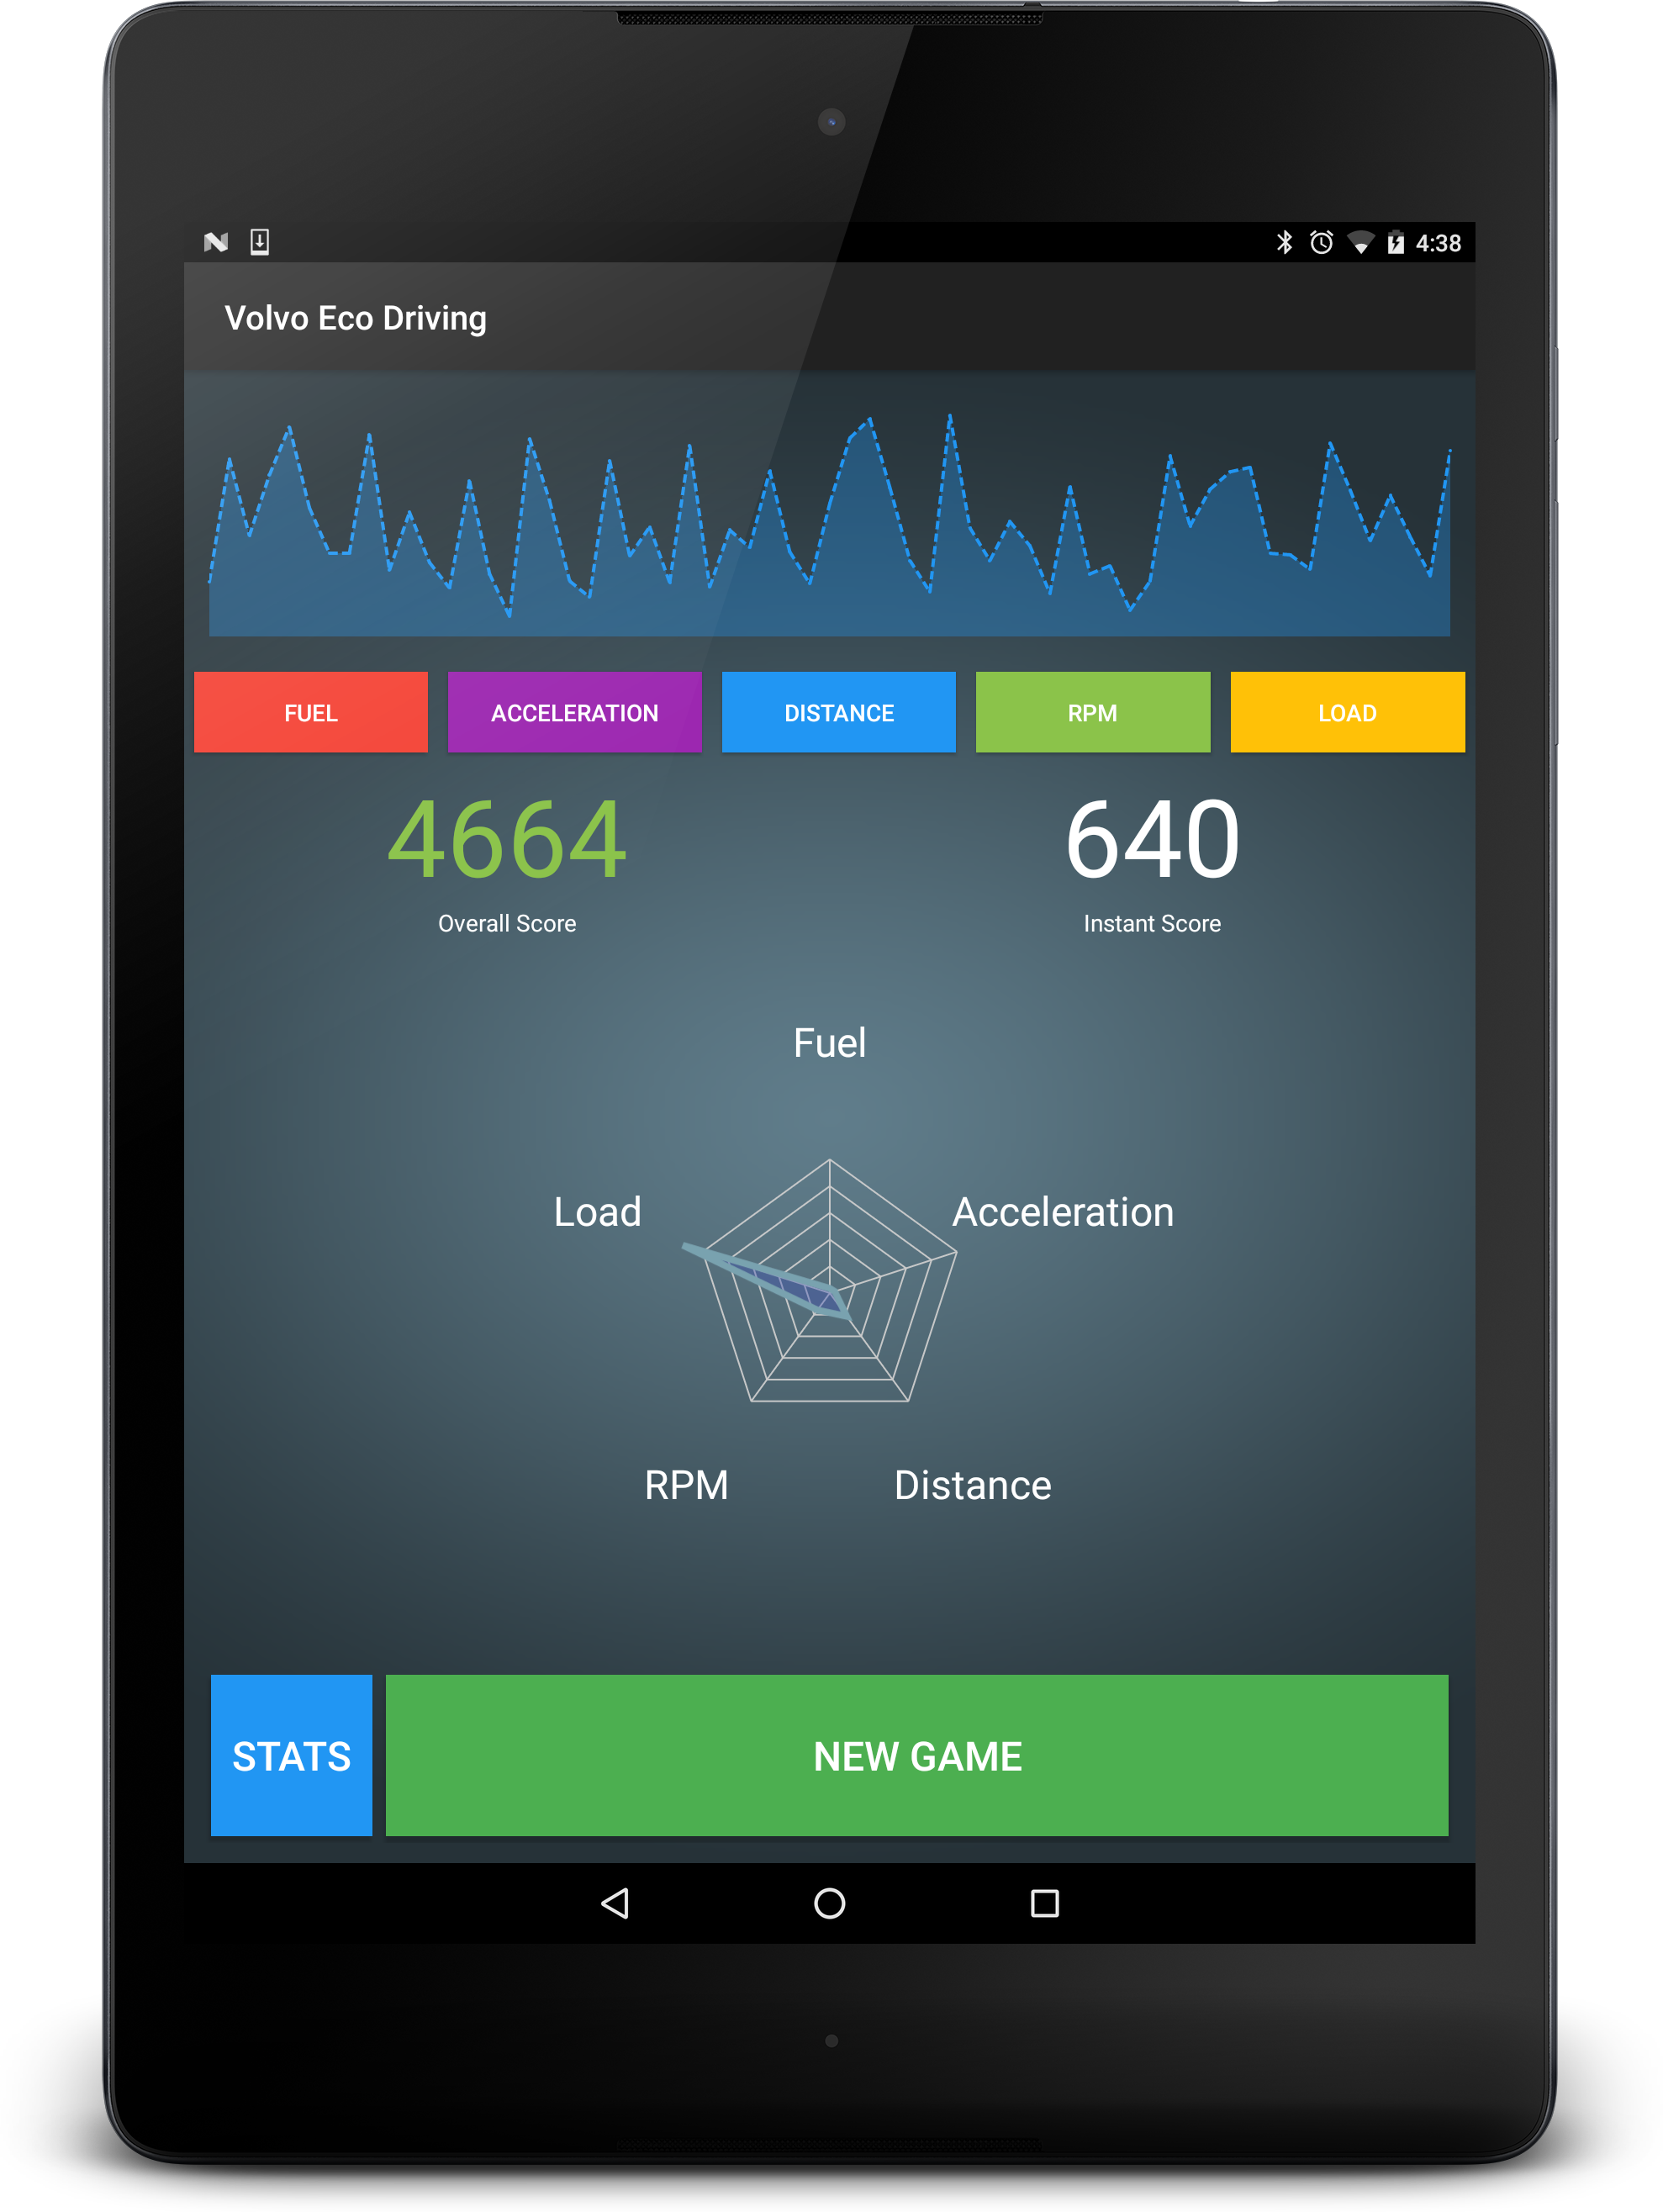 4:38
Volvo Eco Driving
FUEL ACCELERATION DISTANCE RPM LOAD
4664 640
Overall Score Instant Score
Fuel
Load Acceleration
RPM Distance
STATS NEW GAME